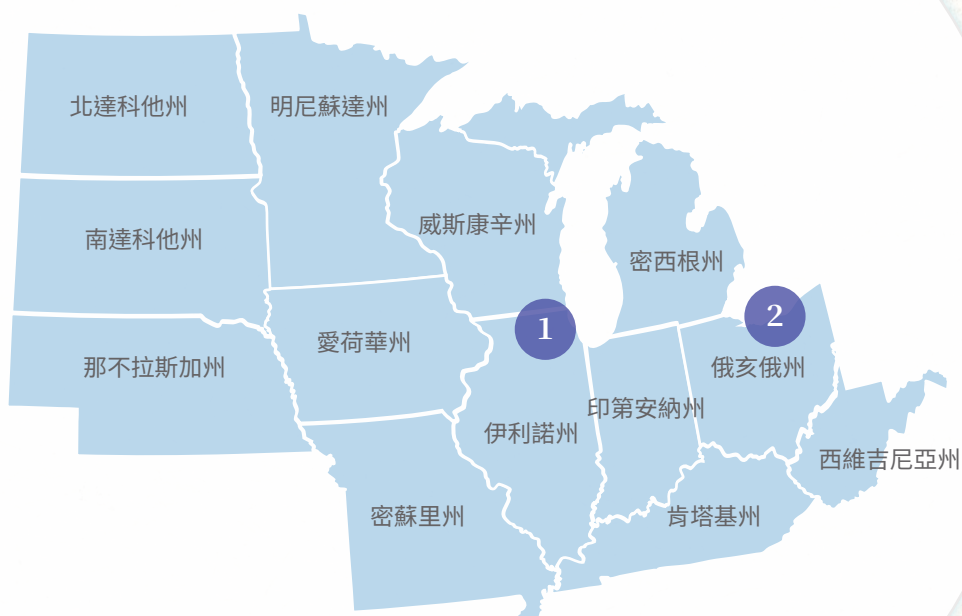 北達科他州
明尼蘇達州
威斯康辛州
南達科他州
密西根州
1
2
愛荷華州
那不拉斯加州
俄亥俄州
印第安納州
伊利諾州
西維吉尼亞州
密蘇里州
肯塔基州